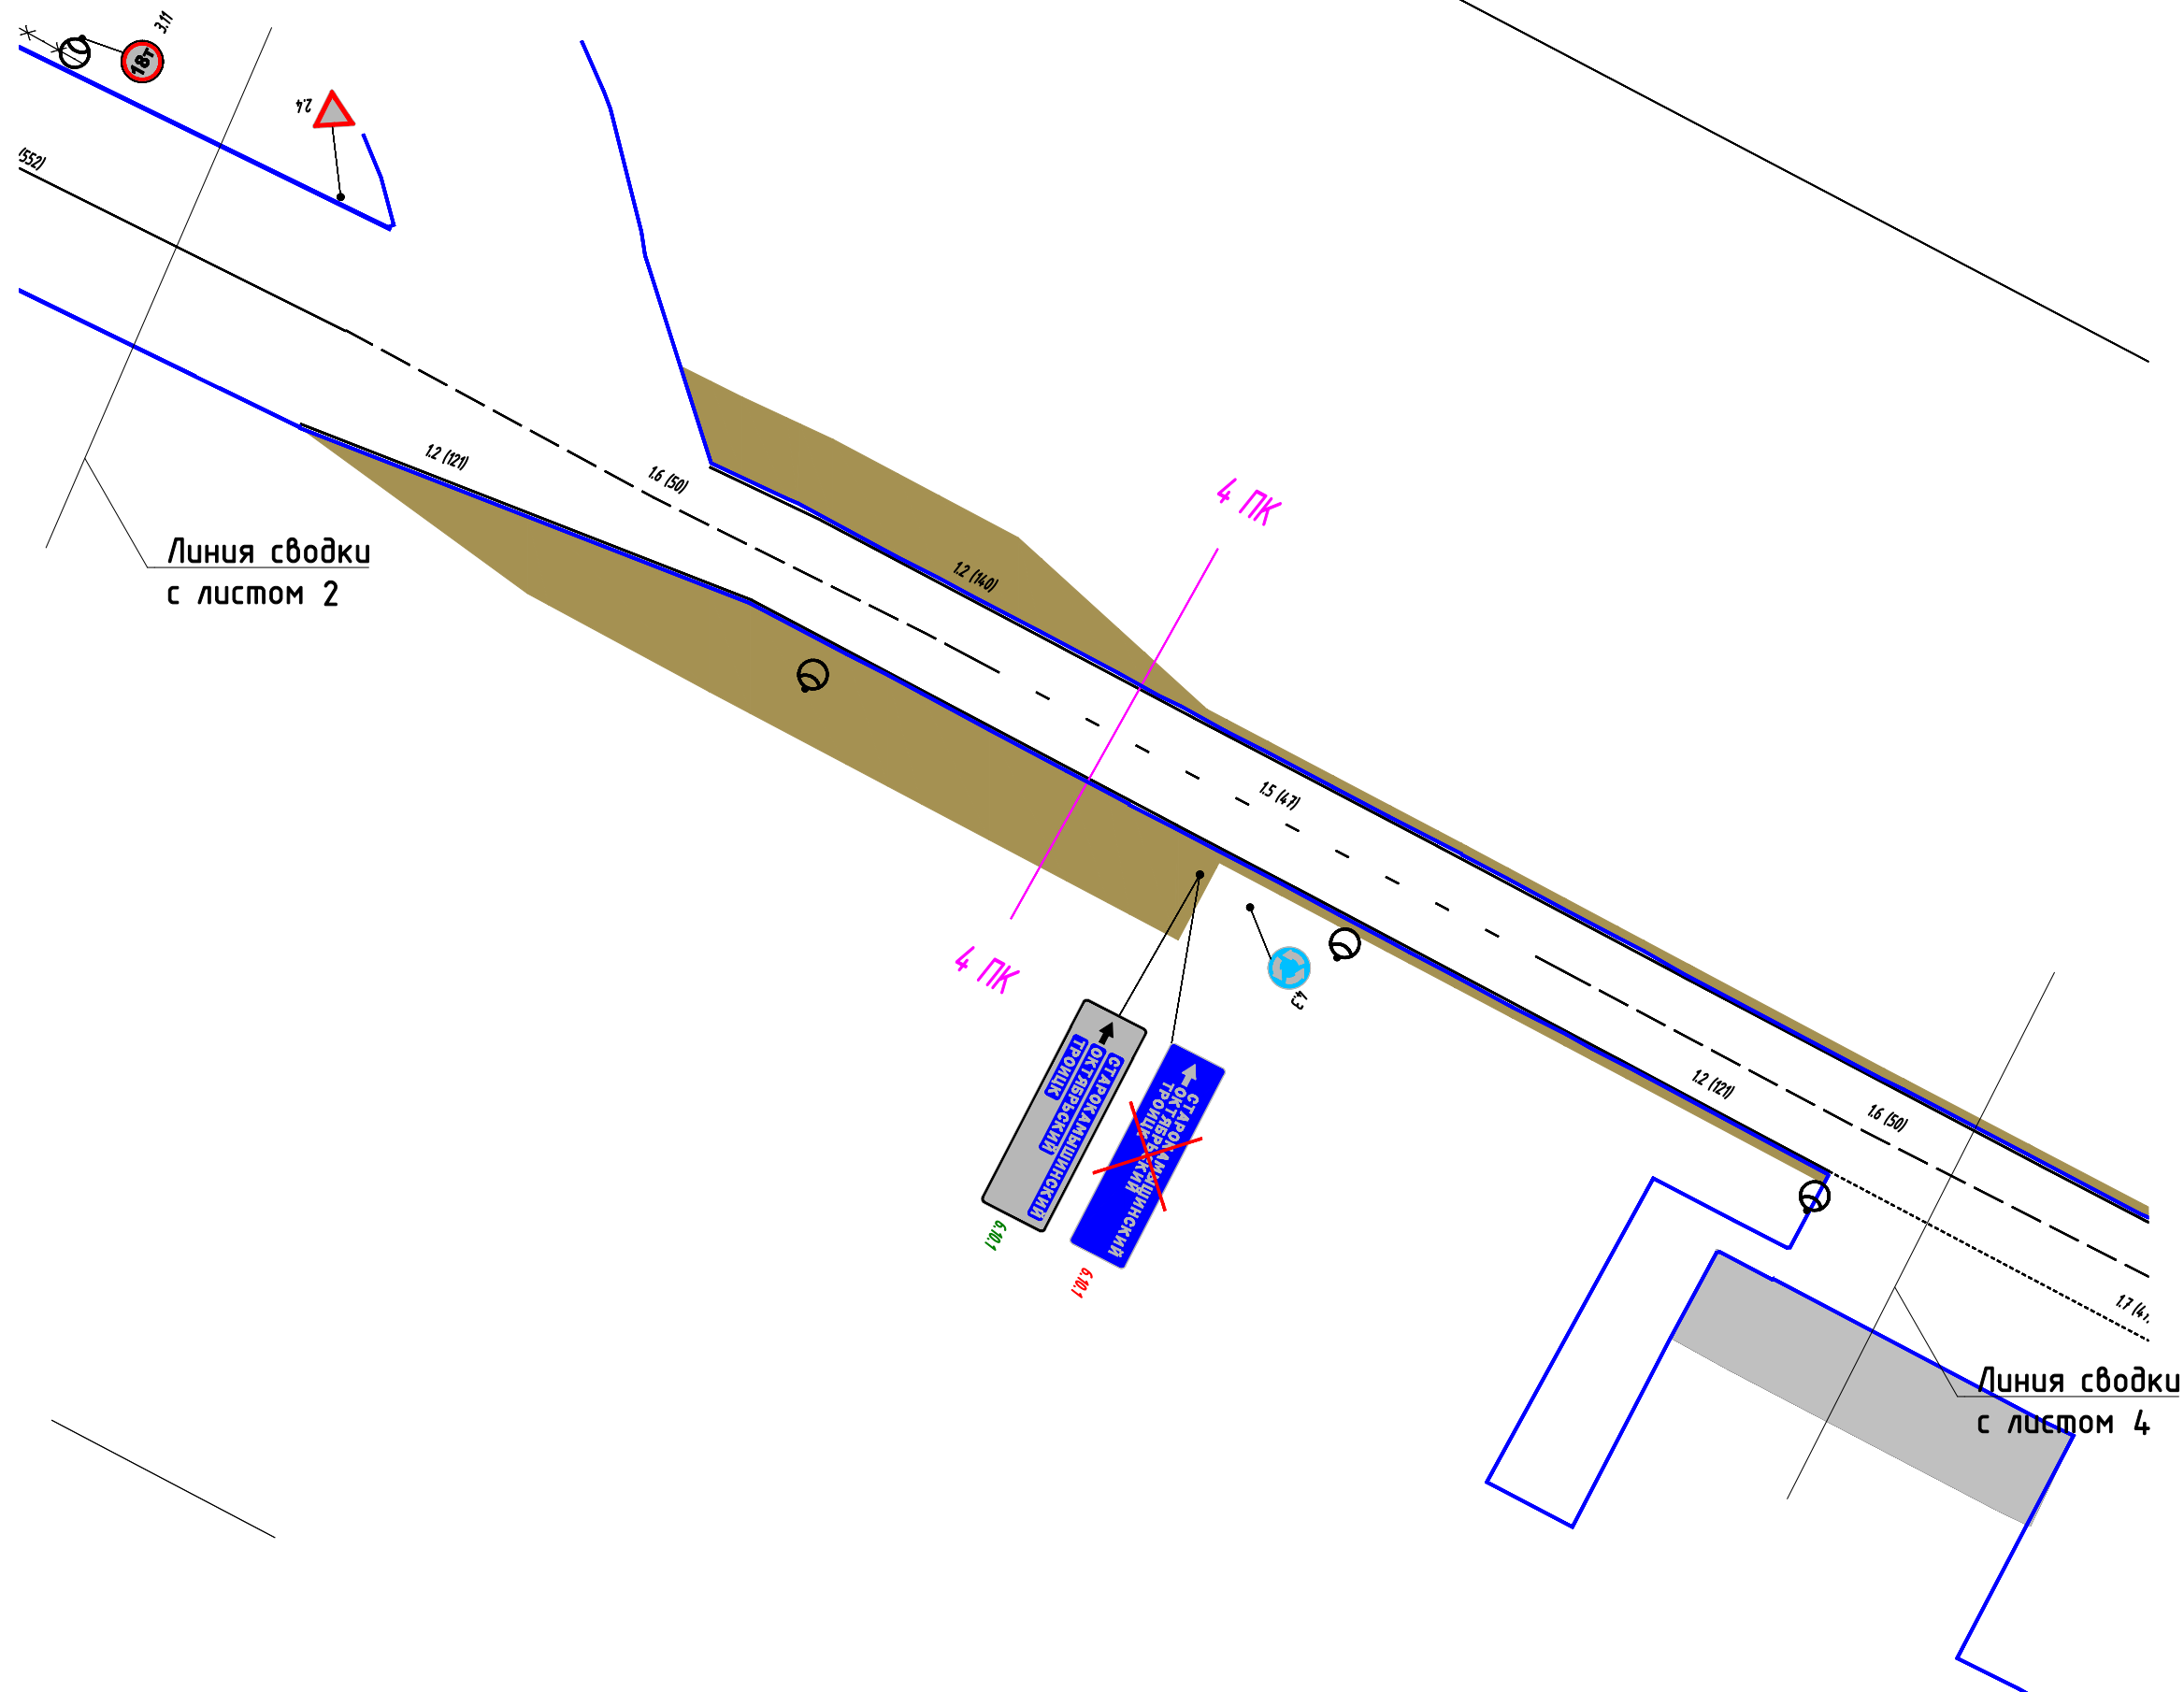 3.11
18т
2.4
(552)
1.2 (121)
1.6 (50)
4 ПК
Линия сводки
с листом 2
1.2 (140)
1.5 (47)
4 ПК
4.3
ТРОИЦК
ОКТЯБРЬСКИЙ
СТАРОКАМЫШИНСКИЙ
6.10.1
СТАРОКАМЫШИНСКИЙ
ОКТЯБРЬСКИЙ
ТРОИЦК
6.10.1
1.2 (121)
1.6 (50)
Линия сводки
с листом 4